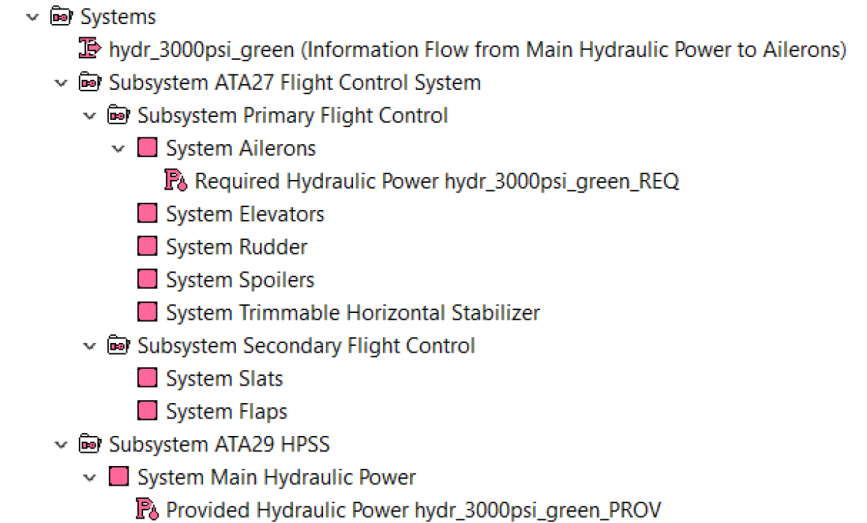 Systems
hydr_3000psi_green (Information Flow from Main Hydraulic Power to Ailerons)
Subsystem ATA27 Flight Control System
Subsystem Primary Flight Control
System Ailerons
Required Hydraulic Power hydr_3000psi_green_REQ
System Elevators
System Rudder
System Spoilers
System Trimmable Horizontal Stabilizer
Subsystem Secondary Flight Control
System Slats
System Flaps
Subsystem ATA29 HPSS
System Main Hydraulic Power
Provided Hydraulic Power hydr_3000psi_green_PROV